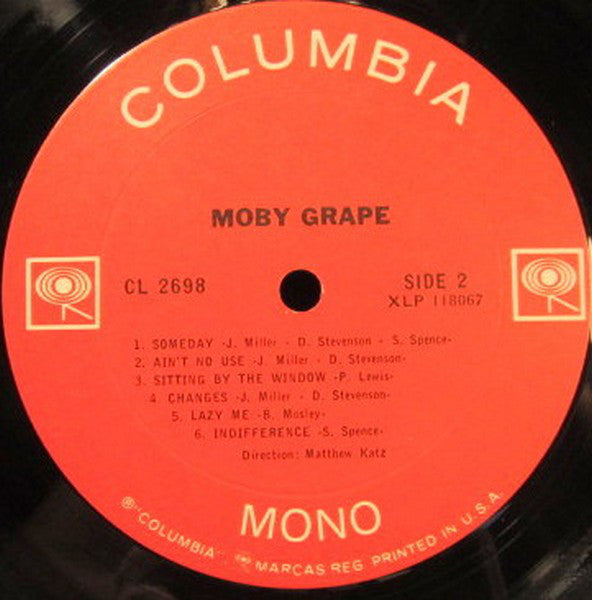 COLUMBIA
MOBY GRAPE
CL 2698
SIDE 2
XLP 118067
1. SOMEDAY -J. Miller - D. Stevenson - S. Spence-
2. AIN'T NO USE -J. Miller - D. Stevenson-
3. SITTING BY THE WINDOW -P. Lewis-
4. CHANGES -J. Miller - D. Stevenson-
5. LAZY ME -B. Mosley-
6. INDIFFERENCE -S. Spence-
Direction: Matthew Katz
MONO
℗"COLUMBIA" MARCAS REG. PRINTED IN U.S.A.